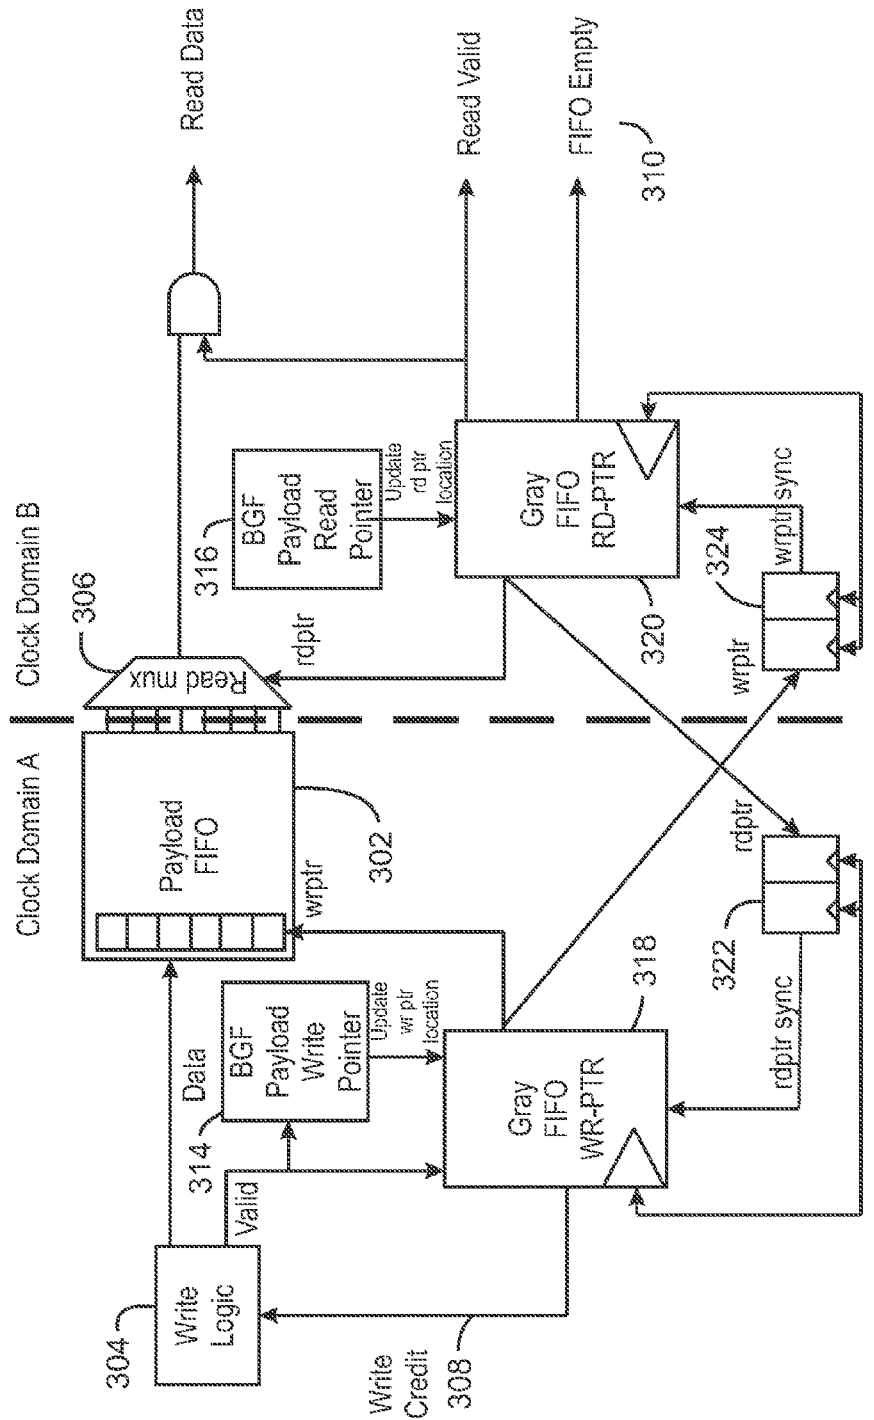 Clock Domain A
Clock Domain B
304
Write
Logic
Data
Valid
314
BGF
Payload
Write
Pointer
Update
wr ptr
location
Payload
FIFO
302
wrptr
306
Read mux
rdptr
316
BGF
Payload
Read
Pointer
Update
rd ptr
location
Read Data
Read Valid
FIFO Empty
310
Write
Credit
308
Gray
FIFO
WR-PTR
318
Gray
FIFO
RD-PTR
320
rdptr sync
322
rdptr
wrptr
324
wrptr sync